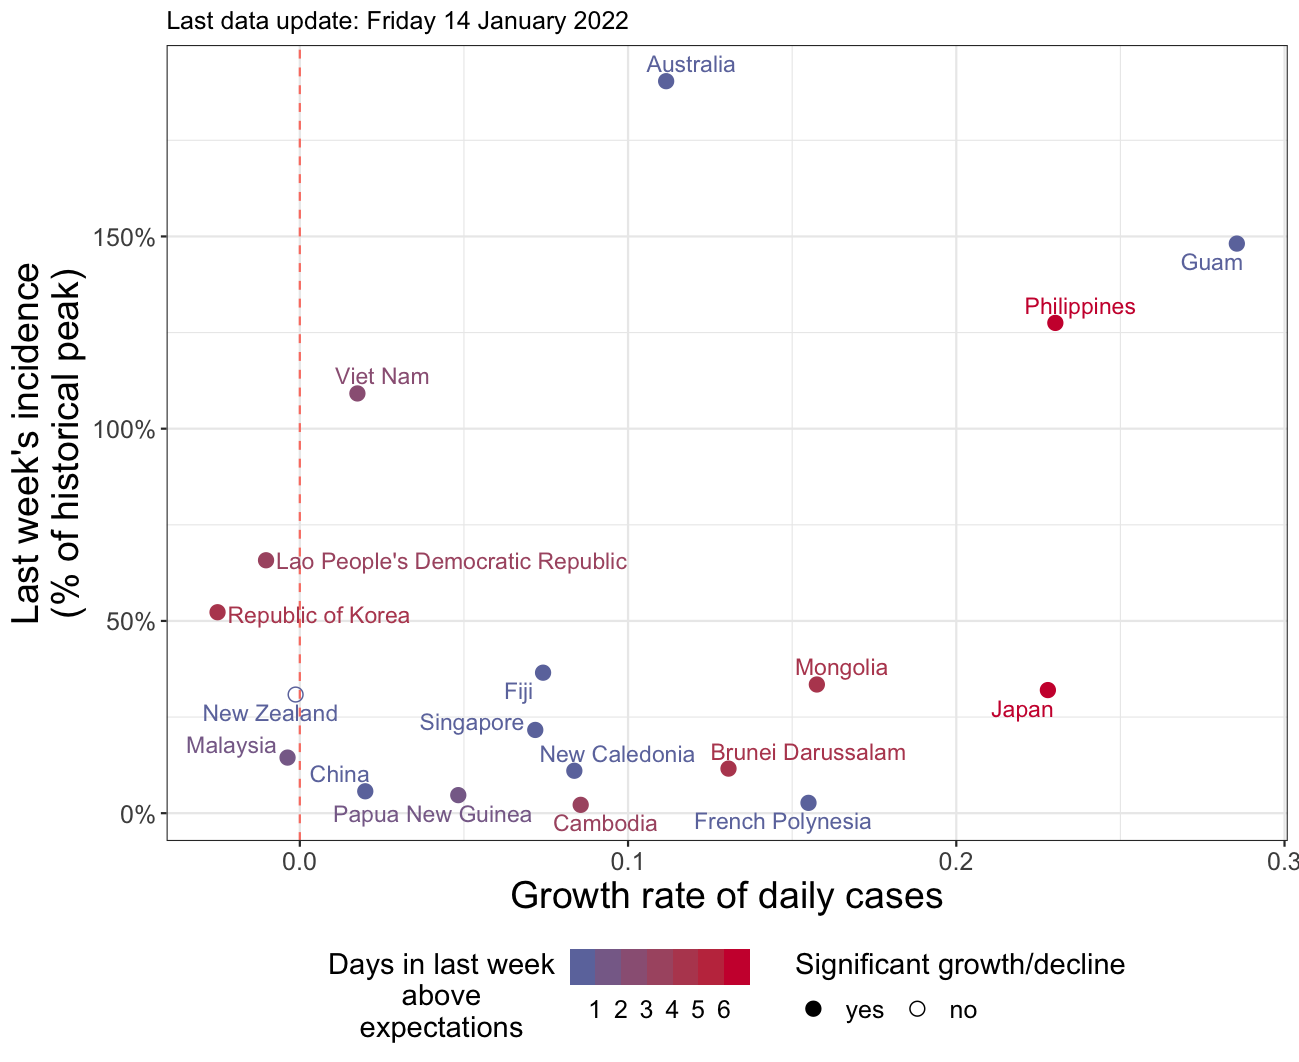 Last data update: Friday 14 January 2022
Australia
150%
Guam
Philippines
Viet Nam
100%
Last week's incidence
(% of historical peak)
Lao People's Democratic Republic
50%
Republic of Korea
Mongolia
Fiji
Japan
New Zealand
Singapore
Malaysia
New Caledonia
Brunei Darussalam
China
0%
Papua New Guinea
Cambodia
French Polynesia
0.0
0.1
0.2
0.3
Growth rate of daily cases
Days in last week
above
expectations
1 2 3 4 5 6
Significant growth/decline
yes
no